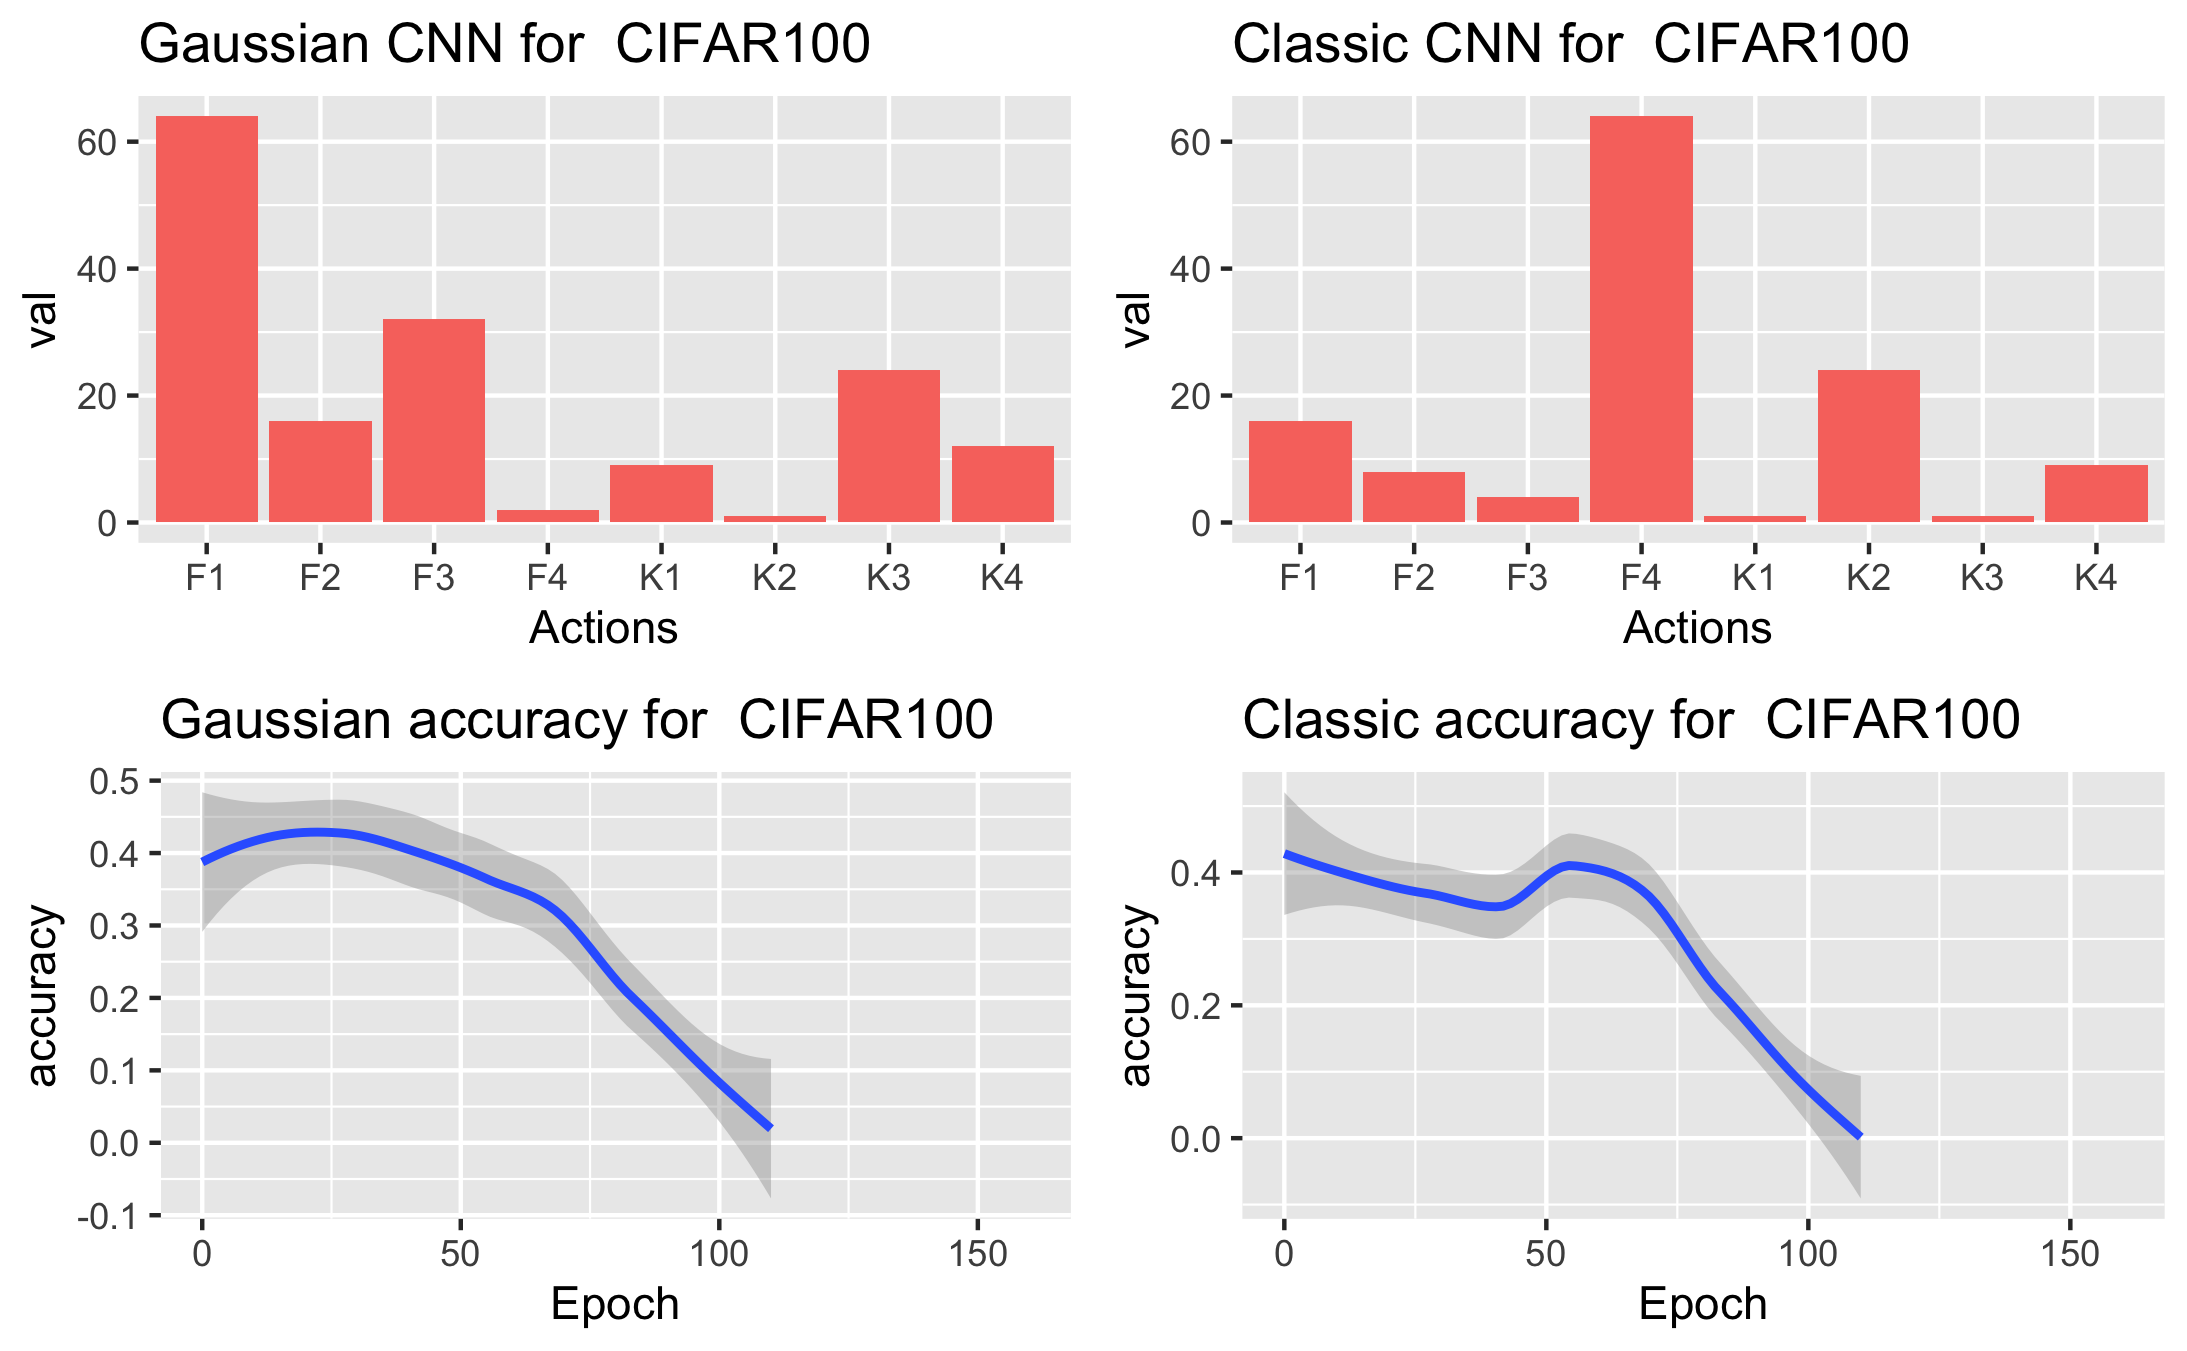 Gaussian CNN for  CIFAR100
val
60
40
20
0
F1 F2 F3 F4 K1 K2 K3 K4
Actions
Classic CNN for  CIFAR100
val
60
40
20
0
F1 F2 F3 F4 K1 K2 K3 K4
Actions
Gaussian accuracy for  CIFAR100
accuracy
0.5
0.4
0.3
0.2
0.1
0.0
-0.1
0 50 100 150
Epoch
Classic accuracy for  CIFAR100
accuracy
0.4
0.2
0.0
0 50 100 150
Epoch